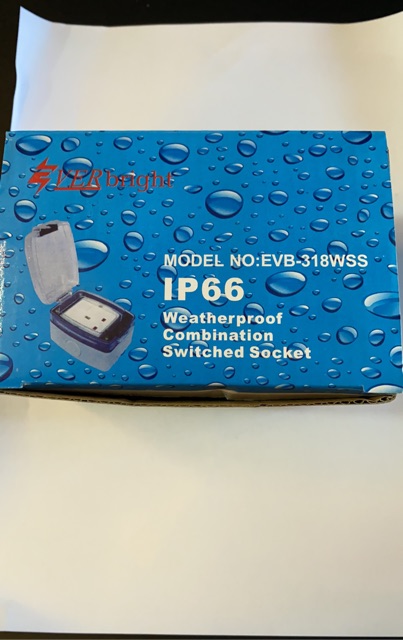 EVERbright
MODEL NO:EVB-318WSS
IP66
Weatherproof
Combination
Switched Socket